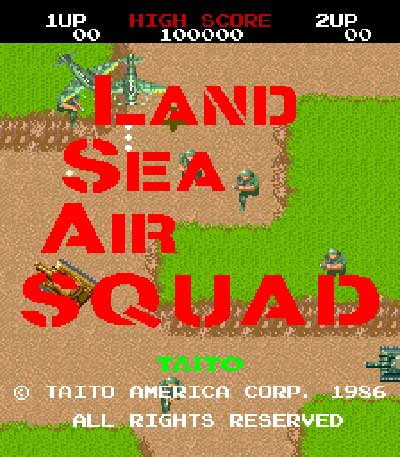 1UP HIGH SCORE 2UP
00 100000 00
LAND
SEA
AIR
SQUAD
TAITO
© TAITO AMERICA CORP. 1986
ALL RIGHTS RESERVED